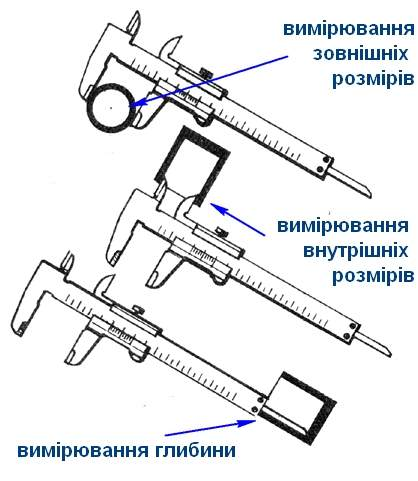 вимірювання
зовнішніх
розмірів
вимірювання
внутрішніх
розмірів
вимірювання глибини